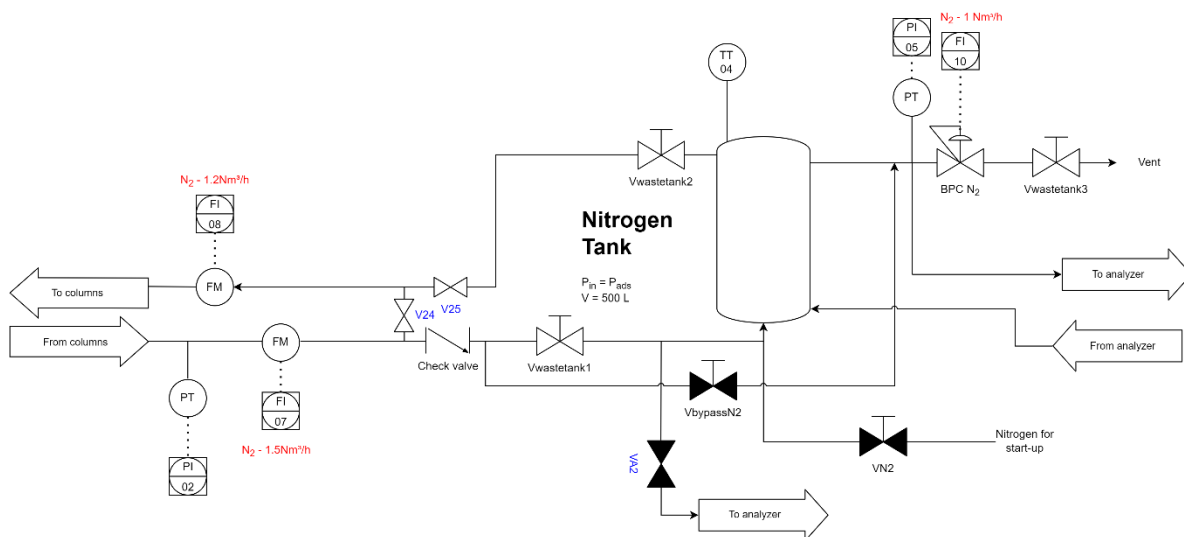 N2 - 1 Nm³/h
PI
05
FI
10
TT
04
PT
Vwastetank2
BPC N2
Vwastetank3
Vent
N2 - 1.2Nm³/h
FI
08
Nitrogen
Tank
Pin = Pads
V = 500 L
To columns
FM
V25
V24
To analyzer
From columns
FM
Check valve
Vwastetank1
From analyzer
PT
FI
07
VbypassN2
N2 - 1.5Nm³/h
PI
02
VA2
VN2
Nitrogen for
start-up
To analyzer